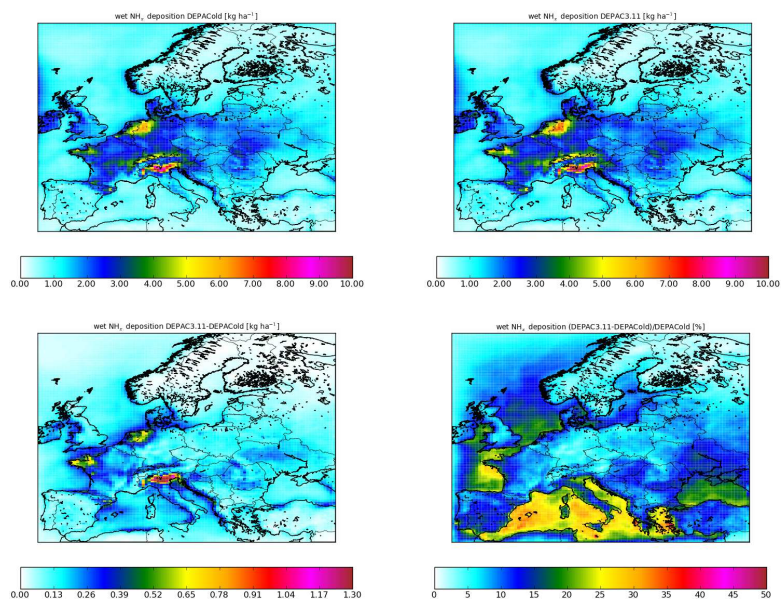 wet NHₓ deposition DEPACold [kg ha⁻¹]
wet NHₓ deposition DEPAC3.11 [kg ha⁻¹]
0.00 1.00 2.00 3.00 4.00 5.00 6.00 7.00 8.00 9.00 10.00
0.00 1.00 2.00 3.00 4.00 5.00 6.00 7.00 8.00 9.00 10.00
wet NHₓ deposition DEPAC3.11-DEPACold [kg ha⁻¹]
wet NHₓ deposition (DEPAC3.11-DEPACold)/DEPACold [%]
0.00 0.13 0.26 0.39 0.52 0.65 0.78 0.91 1.04 1.17 1.30
0 5 10 15 20 25 30 35 40 45 50